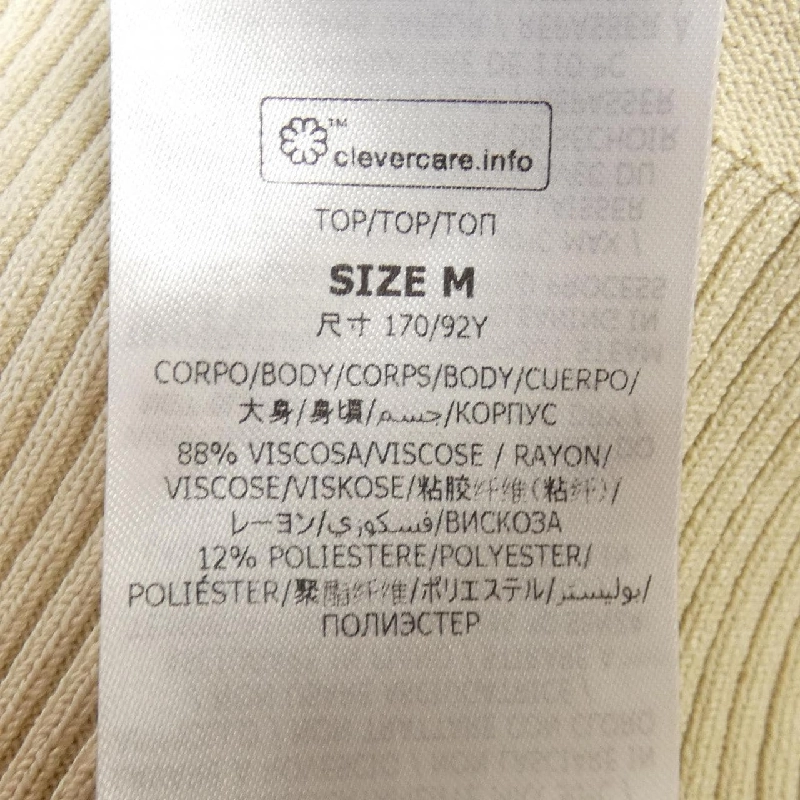 ™
clevercare.info
TOP/TOP/ТОП
SIZE M
尺寸 170/92Y
CORPO/BODY/CORPS/BODY/CUERPO/
大身/身頃/جسم/КОРПУС
88% VISCOSA/VISCOSE / RAYON/
VISCOSE/VISKOSE/粘胶纤维(粘纤)/
レーヨン/فسكوري/ВИСКОЗА
12% POLIESTERE/POLYESTER/
POLIÉSTER/聚酯纤维/ポリエステル/بوليستر/
ПОЛИЭСТЕР